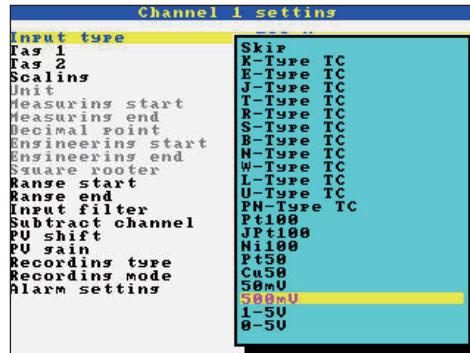 Channel 1 setting
Input type
Tag 1
Tag 2
Scaling
Unit
Measuring start
Measuring end
Decimal point
Engineering start
Engineering end
Square rooter
Range start
Range end
Input filter
Subtract channel
PV shift
PV gain
Recording type
Recording mode
Alarm setting
Skip
K-Type TC
E-Type TC
J-Type TC
T-Type TC
R-Type TC
S-Type TC
B-Type TC
N-Type TC
W-Type TC
L-Type TC
U-Type TC
PN-Type TC
Pt100
JPt100
Ni100
Pt50
Cu50
50mV
500mV
1-5V
0-5V